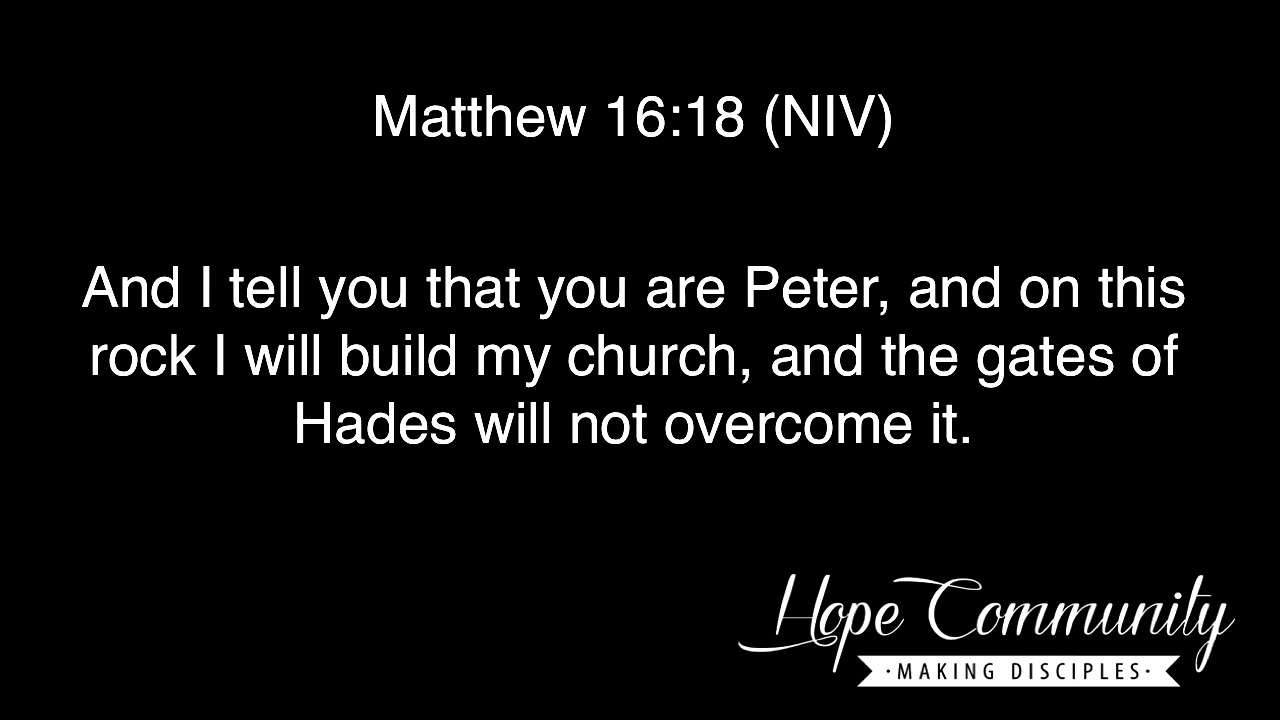 Matthew 16:18 (NIV)
And I tell you that you are Peter, and on this
rock I will build my church, and the gates of
Hades will not overcome it.
Hope Community
·MAKING DISCIPLES·